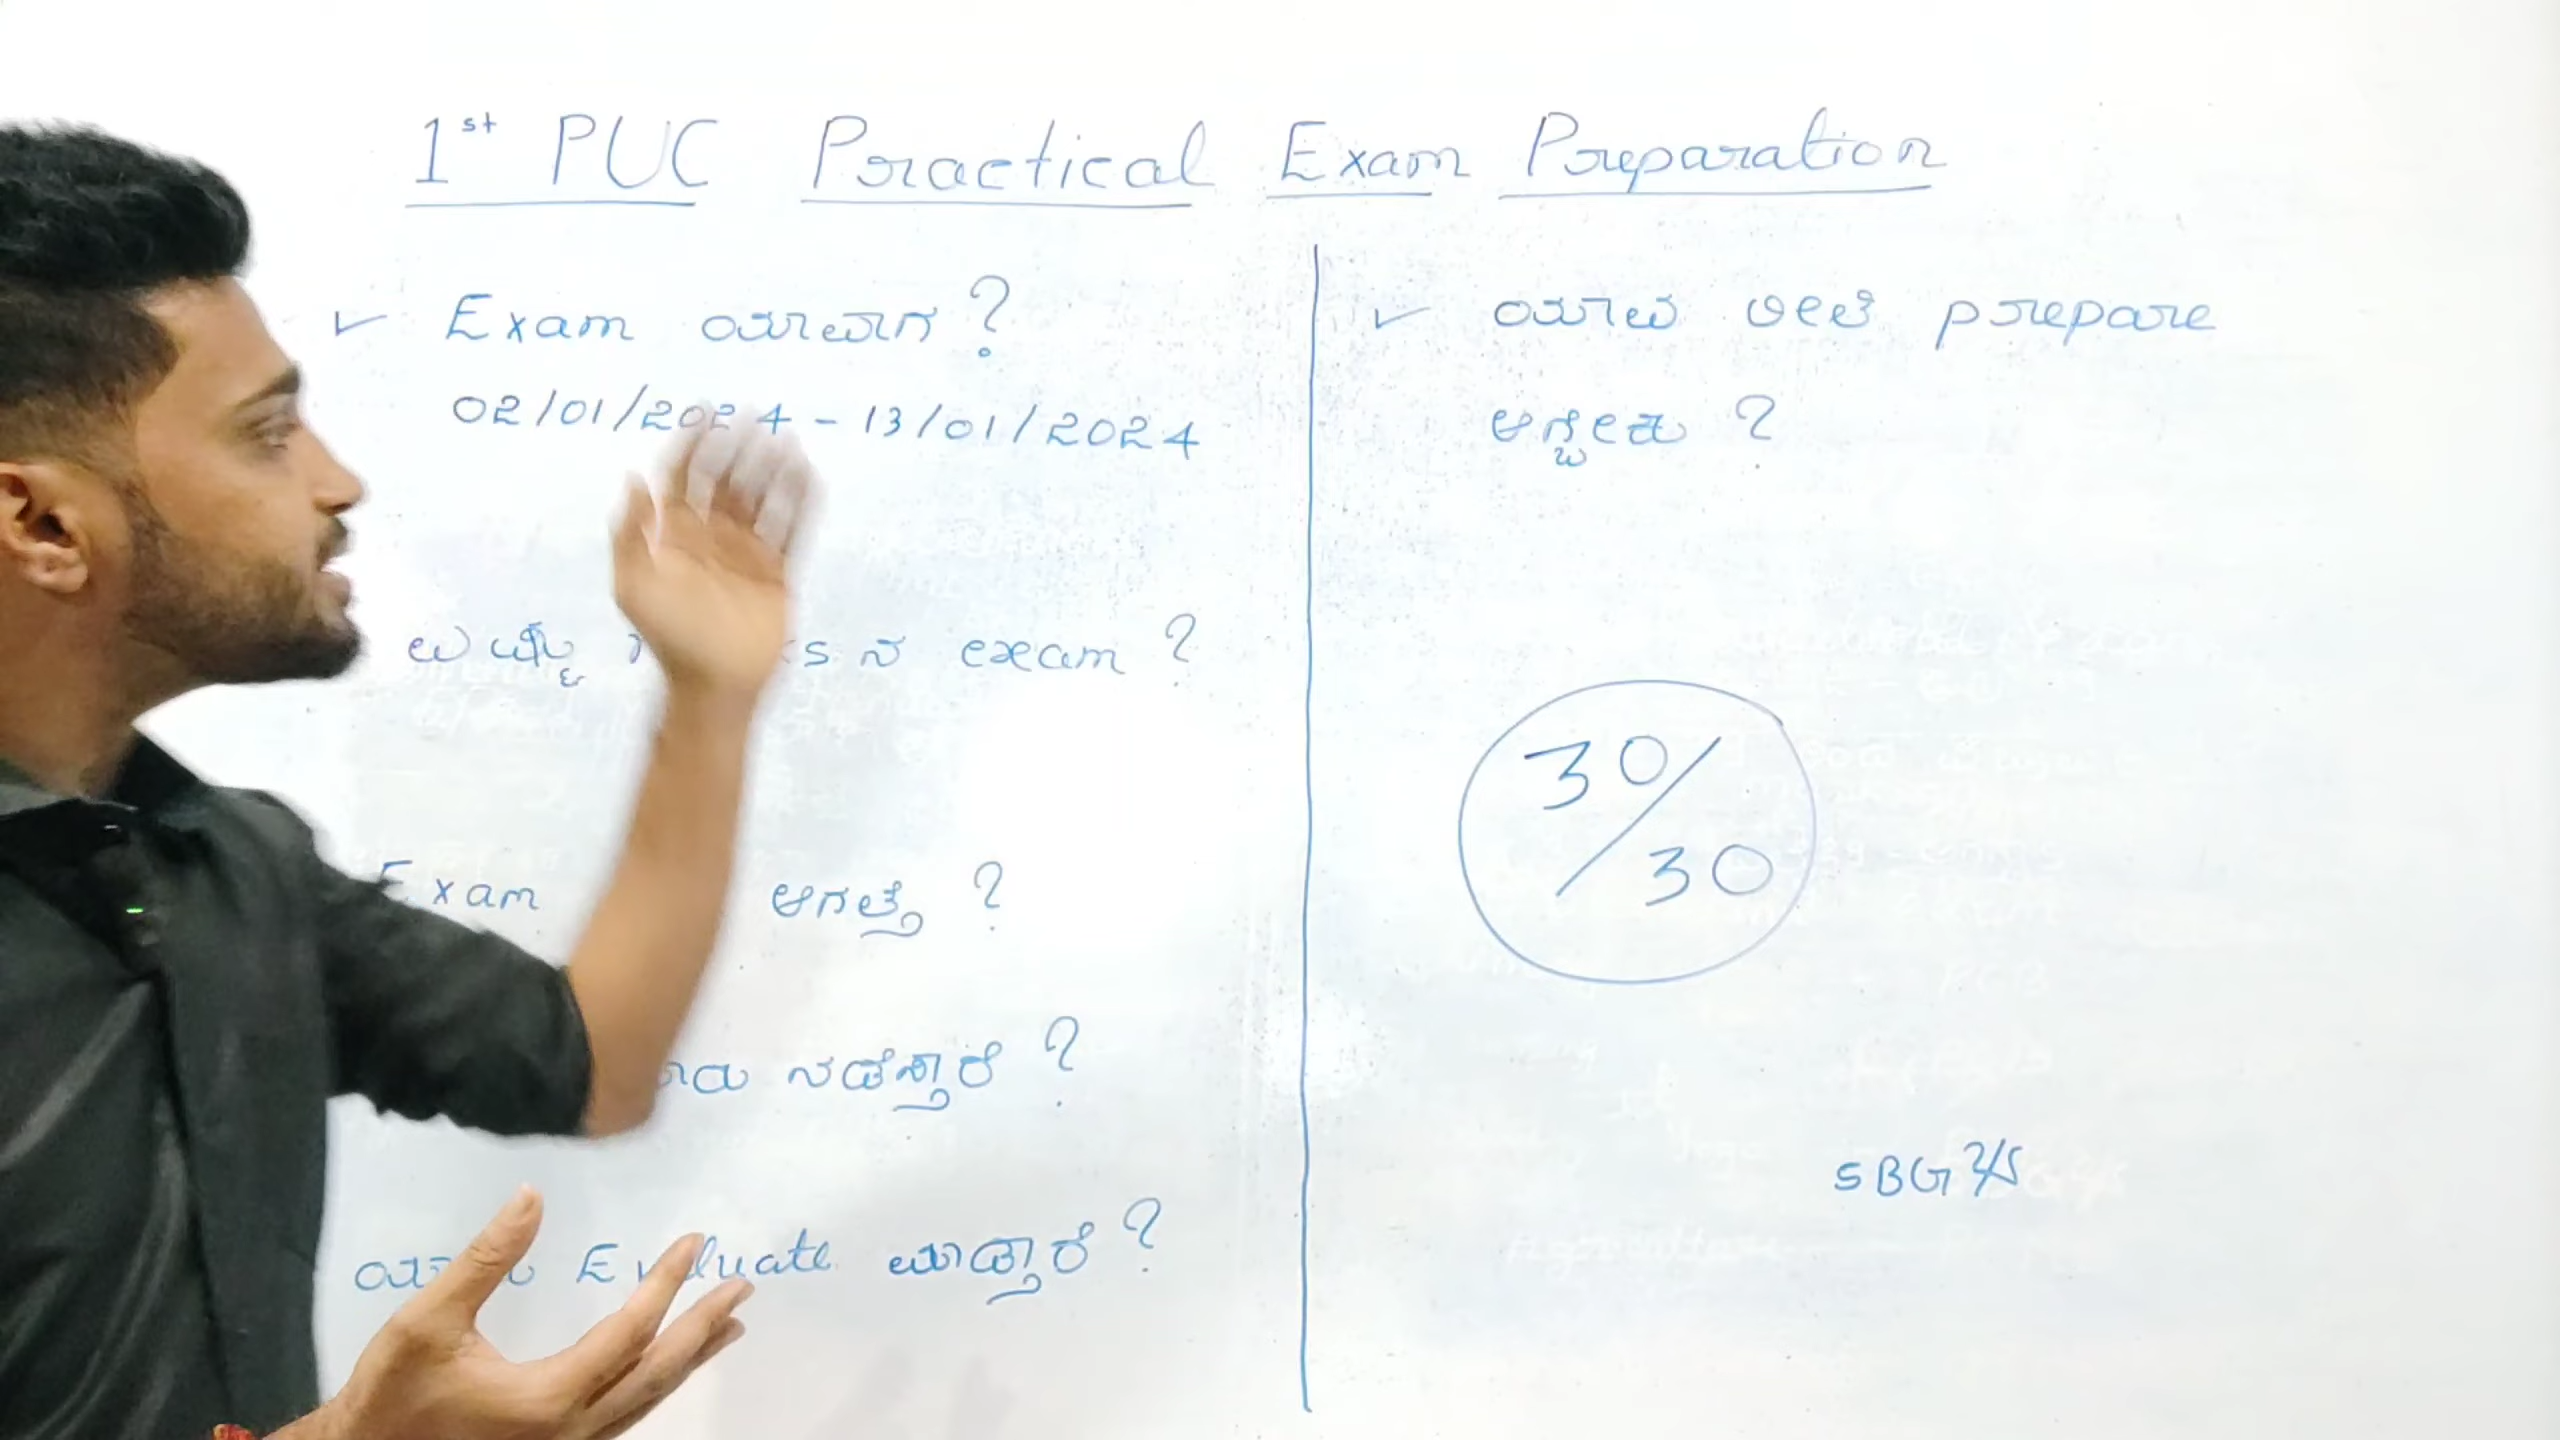 1st PUC Practical Exam Preparation
Exam ಯಾವಾಗ ?
02/01/2024 - 13/01/2024
ಎಷ್ಟು ನ exam ?
Exam ಆಗತ್ತೆ ?
ನಡೆಸ್ತಾರೆ ?
Evaluate ಮಾಡ್ತಾರೆ ?
ಯಾವ ರೀತಿ prepare
ಆಗ್ಬೇಕು ?
30/30